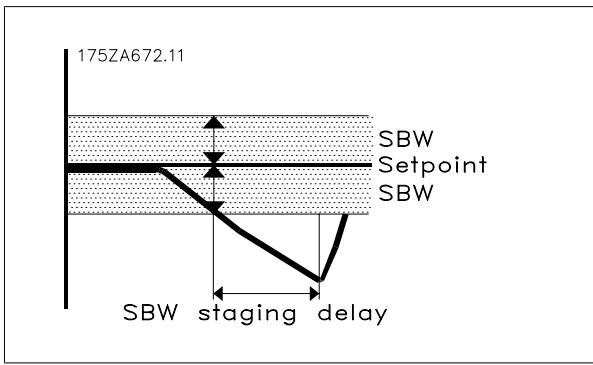 175ZA672.11
SBW
Setpoint
SBW
SBW staging delay